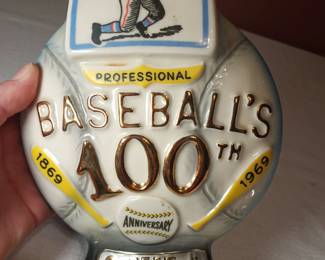 PROFESSIONAL
BASEBALL'S
1869
100TH
1969
ANNIVERSARY